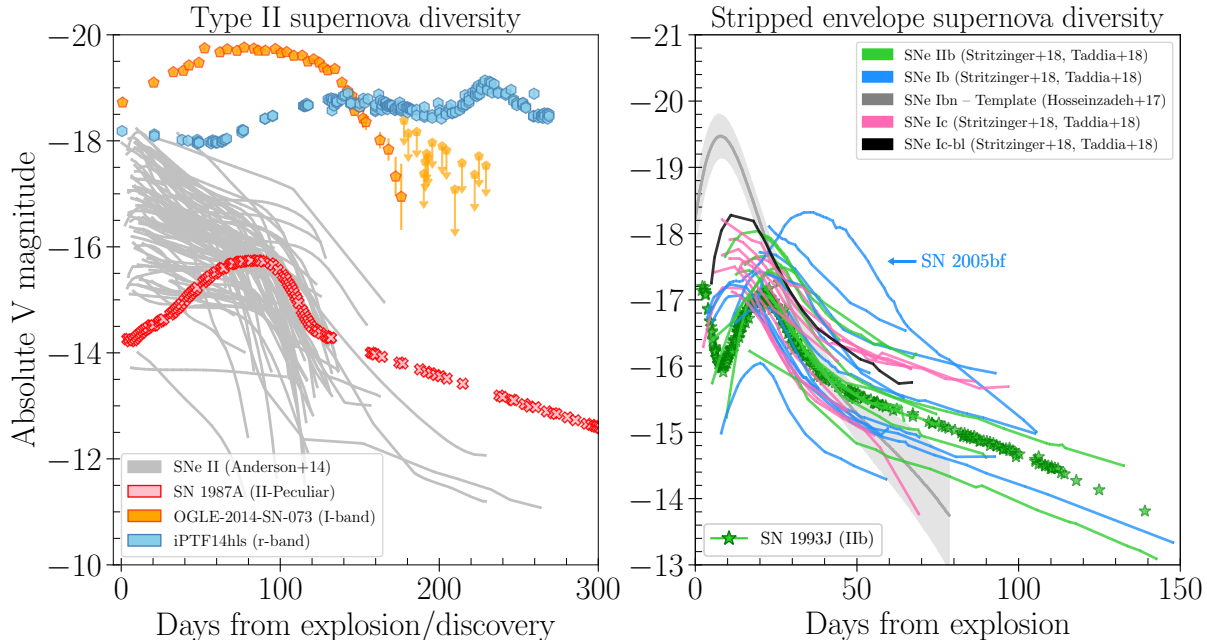 Type II supernova diversity
Absolute V magnitude
−20
−18
−16
−14
−12
−10
SNe II (Anderson+14)
SN 1987A (II-Peculiar)
OGLE-2014-SN-073 (I-band)
iPTF14hls (r-band)
0
100
200
300
Days from explosion/discovery
Stripped envelope supernova diversity
−21
−20
−19
−18
−17
−16
−15
−14
−13
SNe IIb (Stritzinger+18, Taddia+18)
SNe Ib (Stritzinger+18, Taddia+18)
SNe Ibn – Template (Hosseinzadeh+17)
SNe Ic (Stritzinger+18, Taddia+18)
SNe Ic-bl (Stritzinger+18, Taddia+18)
SN 2005bf
SN 1993J (IIb)
0
50
100
150
Days from explosion